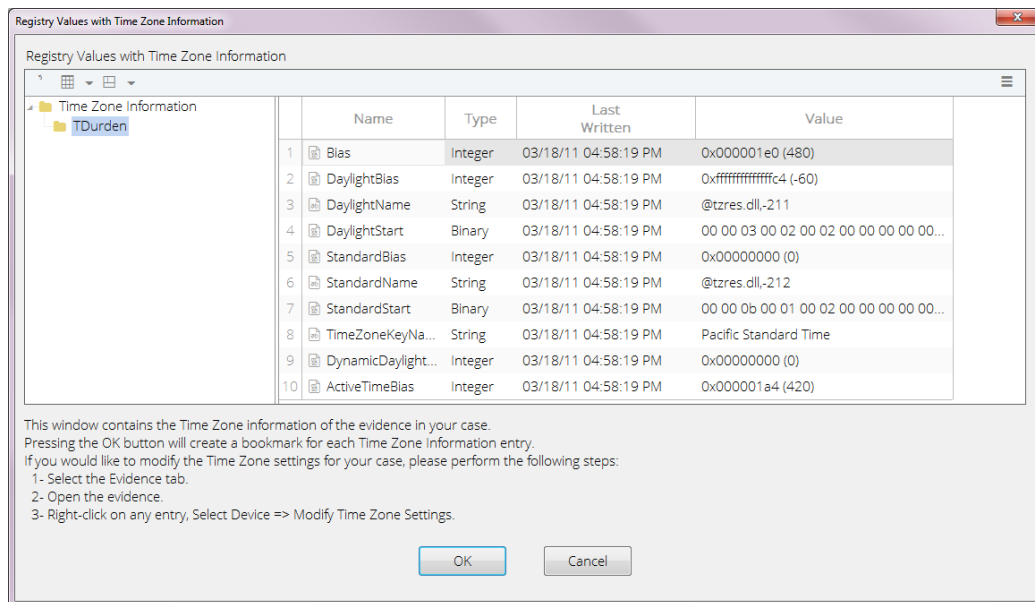 Registry Values with Time Zone Information
Registry Values with Time Zone Information
Time Zone Information
TDurden
Name Type Last Written Value
1 Bias Integer 03/18/11 04:58:19 PM 0x000001e0 (480)
2 DaylightBias Integer 03/18/11 04:58:19 PM 0xffffffffffffffc4 (-60)
3 DaylightName String 03/18/11 04:58:19 PM @tzres.dll,-211
4 DaylightStart Binary 03/18/11 04:58:19 PM 00 00 03 00 02 00 02 00 00 00 00 00...
5 StandardBias Integer 03/18/11 04:58:19 PM 0x00000000 (0)
6 StandardName String 03/18/11 04:58:19 PM @tzres.dll,-212
7 StandardStart Binary 03/18/11 04:58:19 PM 00 00 0b 00 01 00 02 00 00 00 00 00...
8 TimeZoneKeyNa... String 03/18/11 04:58:19 PM Pacific Standard Time
9 DynamicDaylight... Integer 03/18/11 04:58:19 PM 0x00000000 (0)
10 ActiveTimeBias Integer 03/18/11 04:58:19 PM 0x000001a4 (420)
This window contains the Time Zone information of the evidence in your case.
Pressing the OK button will create a bookmark for each Time Zone Information entry.
If you would like to modify the Time Zone settings for your case, please perform the following steps:
1- Select the Evidence tab.
2- Open the evidence.
3- Right-click on any entry, Select Device => Modify Time Zone Settings.
OK Cancel